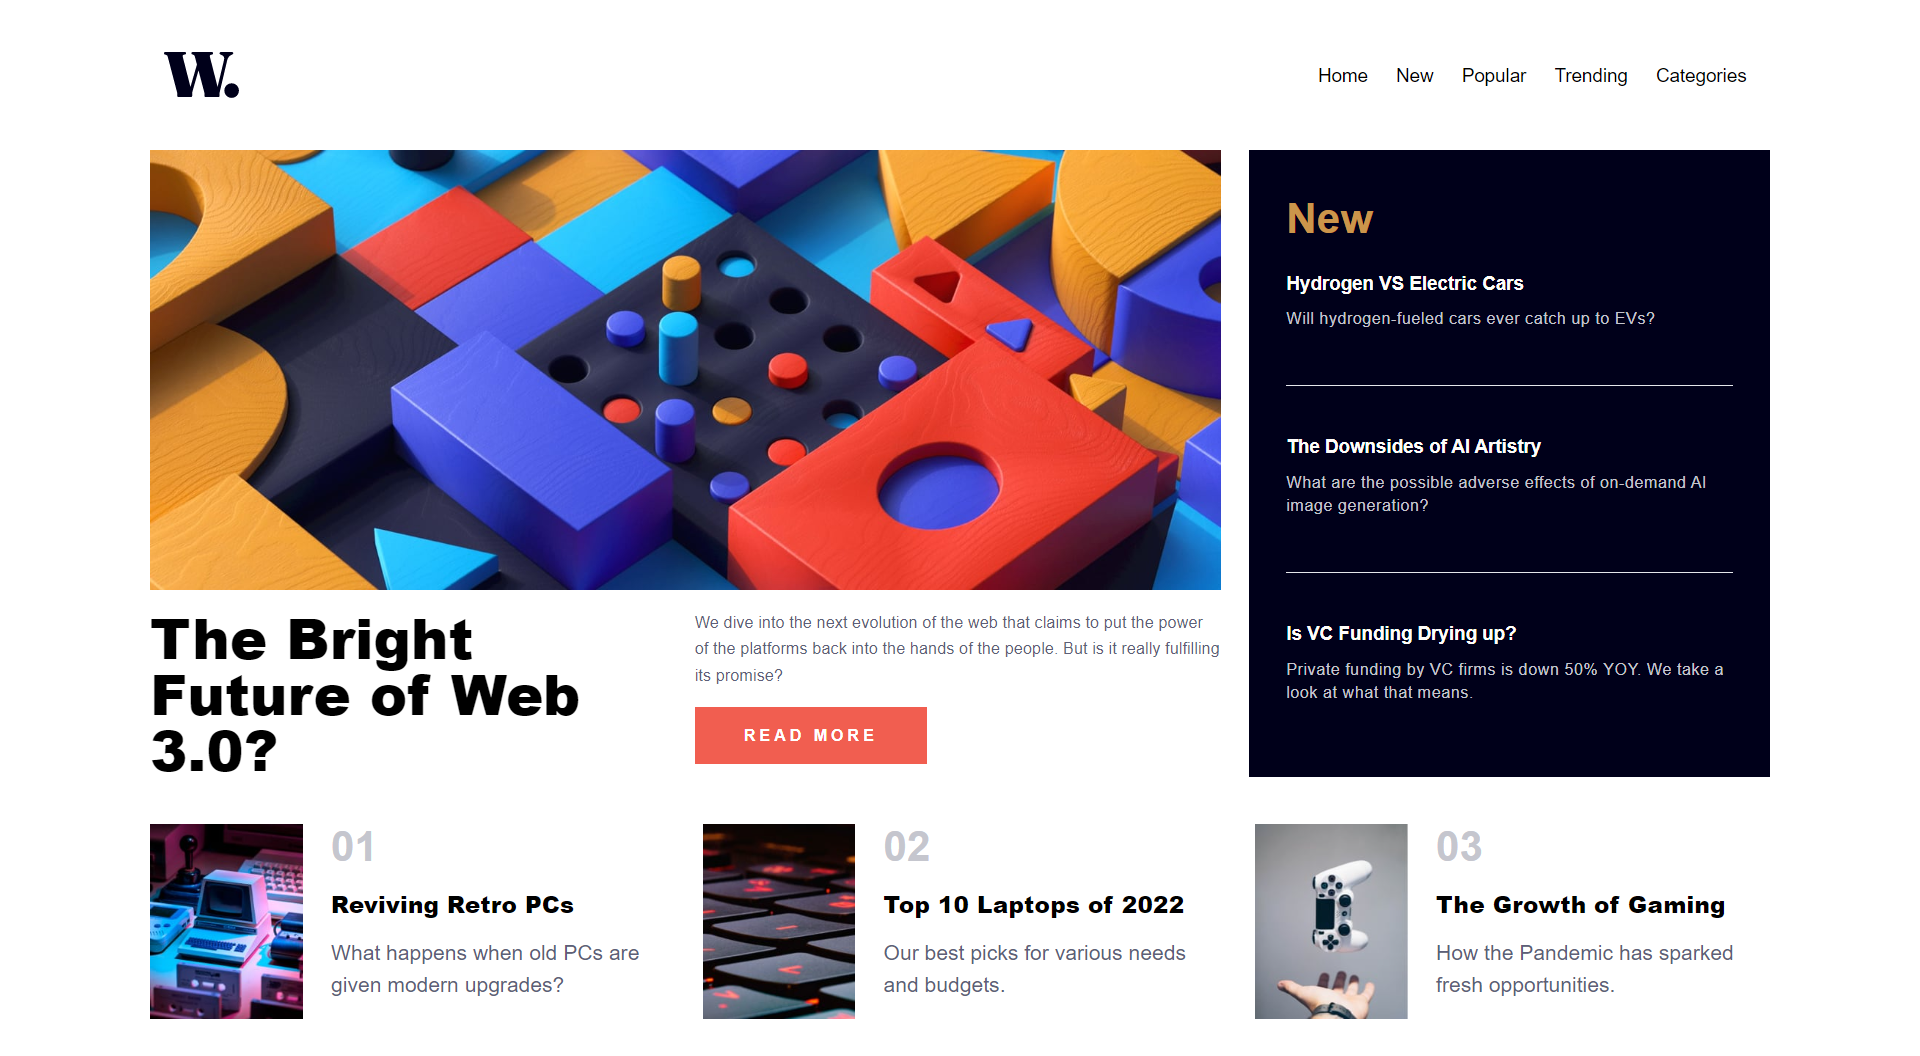 W.
Home New Popular Trending Categories
New
Hydrogen VS Electric Cars
Will hydrogen-fueled cars ever catch up to EVs?
The Downsides of AI Artistry
What are the possible adverse effects of on-demand AI
image generation?
Is VC Funding Drying up?
Private funding by VC firms is down 50% YOY. We take a
look at what that means.
The Bright
Future of Web
3.0?
We dive into the next evolution of the web that claims to put the power
of the platforms back into the hands of the people. But is it really fulfilling
its promise?
READ MORE
01
Reviving Retro PCs
What happens when old PCs are
given modern upgrades?
02
Top 10 Laptops of 2022
Our best picks for various needs
and budgets.
03
The Growth of Gaming
How the Pandemic has sparked
fresh opportunities.